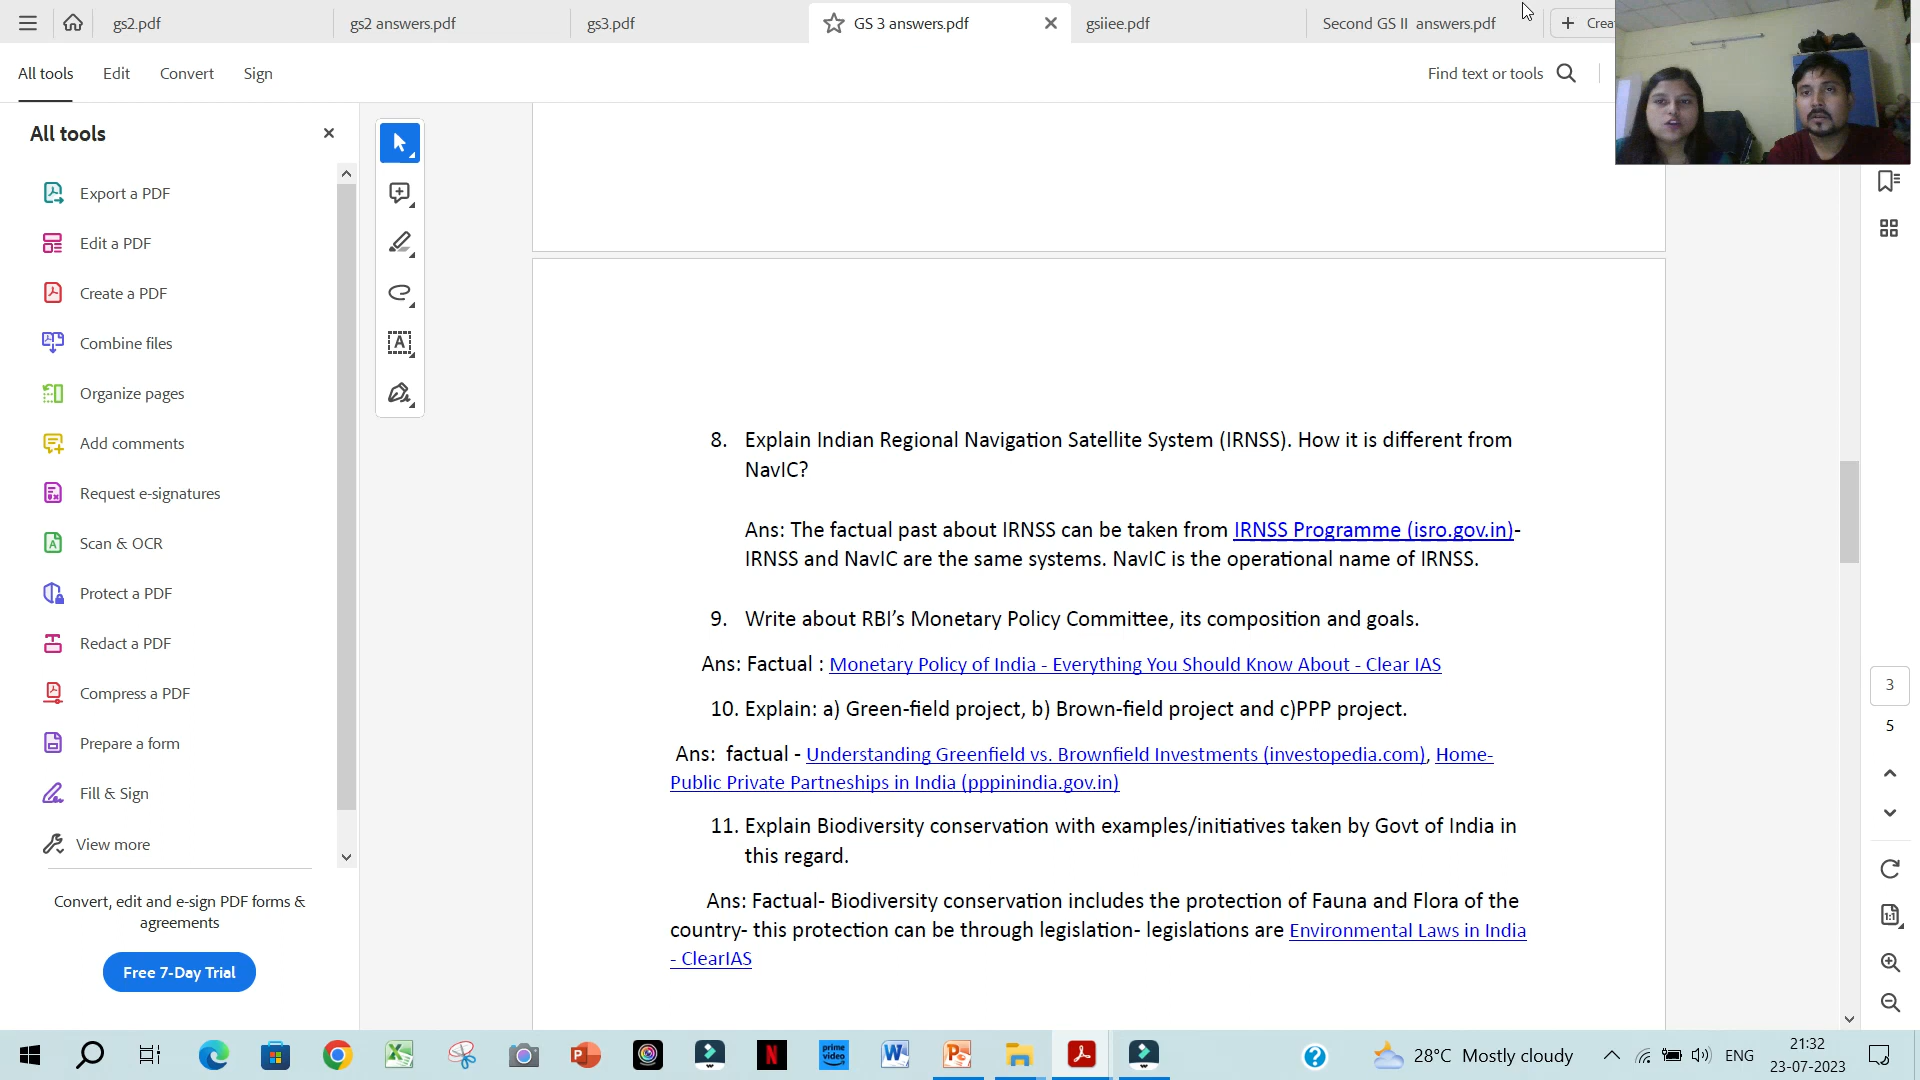 gs2.pdf
gs2 answers.pdf
gs3.pdf
GS 3 answers.pdf
gsiiee.pdf
Second GS II  answers.pdf
All tools
Edit
Convert
Sign
Find text or tools
All tools
Export a PDF
Edit a PDF
Create a PDF
Combine files
Organize pages
Add comments
Request e-signatures
Scan & OCR
Protect a PDF
Redact a PDF
Compress a PDF
Prepare a form
Fill & Sign
View more
Convert, edit and e-sign PDF forms &
agreements
Free 7-Day Trial
8. Explain Indian Regional Navigation Satellite System (IRNSS). How it is different from
NavIC?
Ans: The factual past about IRNSS can be taken from IRNSS Programme (isro.gov.in)-
IRNSS and NavIC are the same systems. NavIC is the operational name of IRNSS.
9. Write about RBI’s Monetary Policy Committee, its composition and goals.
Ans: Factual : Monetary Policy of India - Everything You Should Know About - Clear IAS
10. Explain: a) Green-field project, b) Brown-field project and c)PPP project.
Ans:  factual - Understanding Greenfield vs. Brownfield Investments (investopedia.com), Home-
Public Private Partneships in India (pppinindia.gov.in)
11. Explain Biodiversity conservation with examples/initiatives taken by Govt of India in
this regard.
Ans: Factual- Biodiversity conservation includes the protection of Fauna and Flora of the
country- this protection can be through legislation- legislations are Environmental Laws in India
- ClearIAS
3
5
28°C  Mostly cloudy
ENG
21:32
23-07-2023